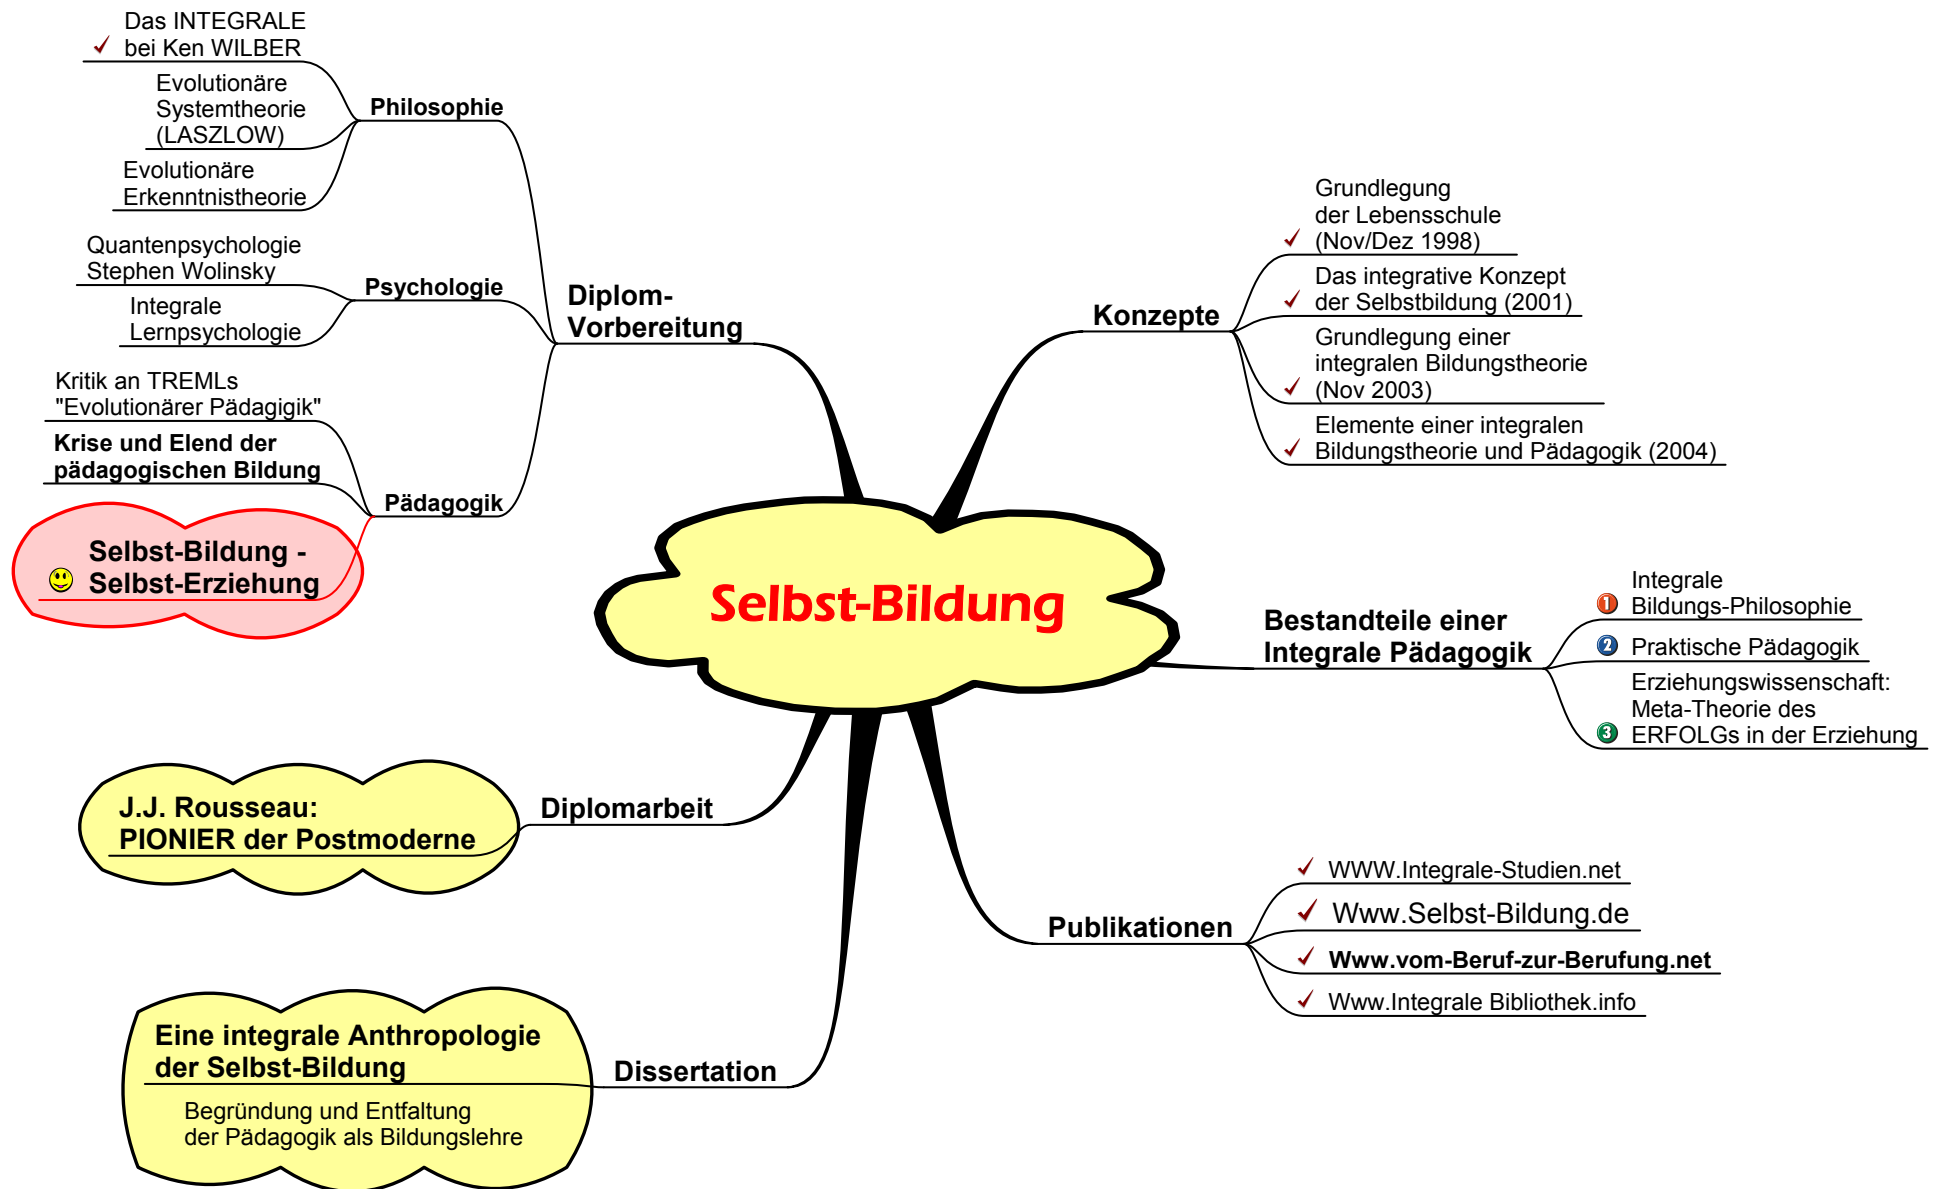 Selbst-Bildung
Diplom-
Vorbereitung
Philosophie
Das INTEGRALE
bei Ken WILBER
Evolutionäre
Systemtheorie
(LASZLOW)
Evolutionäre
Erkenntnistheorie
Psychologie
Quantenpsychologie
Stephen Wolinsky
Integrale
Lernpsychologie
Pädagogik
Kritik an TREMLs
"Evolutionärer Pädagigik"
Krise und Elend der
pädagogischen Bildung
Selbst-Bildung -
Selbst-Erziehung
Diplomarbeit
J.J. Rousseau:
PIONIER der Postmoderne
Dissertation
Eine integrale Anthropologie
der Selbst-Bildung
Begründung und Entfaltung
der Pädagogik als Bildungslehre
Konzepte
Grundlegung
der Lebensschule
(Nov/Dez 1998)
Das integrative Konzept
der Selbstbildung (2001)
Grundlegung einer
integralen Bildungstheorie
(Nov 2003)
Elemente einer integralen
Bildungstheorie und Pädagogik (2004)
Bestandteile einer
Integrale Pädagogik
Integrale
1 Bildungs-Philosophie
2 Praktische Pädagogik
Erziehungswissenschaft:
Meta-Theorie des
3 ERFOLGs in der Erziehung
Publikationen
WWW.Integrale-Studien.net
Www.Selbst-Bildung.de
Www.vom-Beruf-zur-Berufung.net
Www.Integrale Bibliothek.info